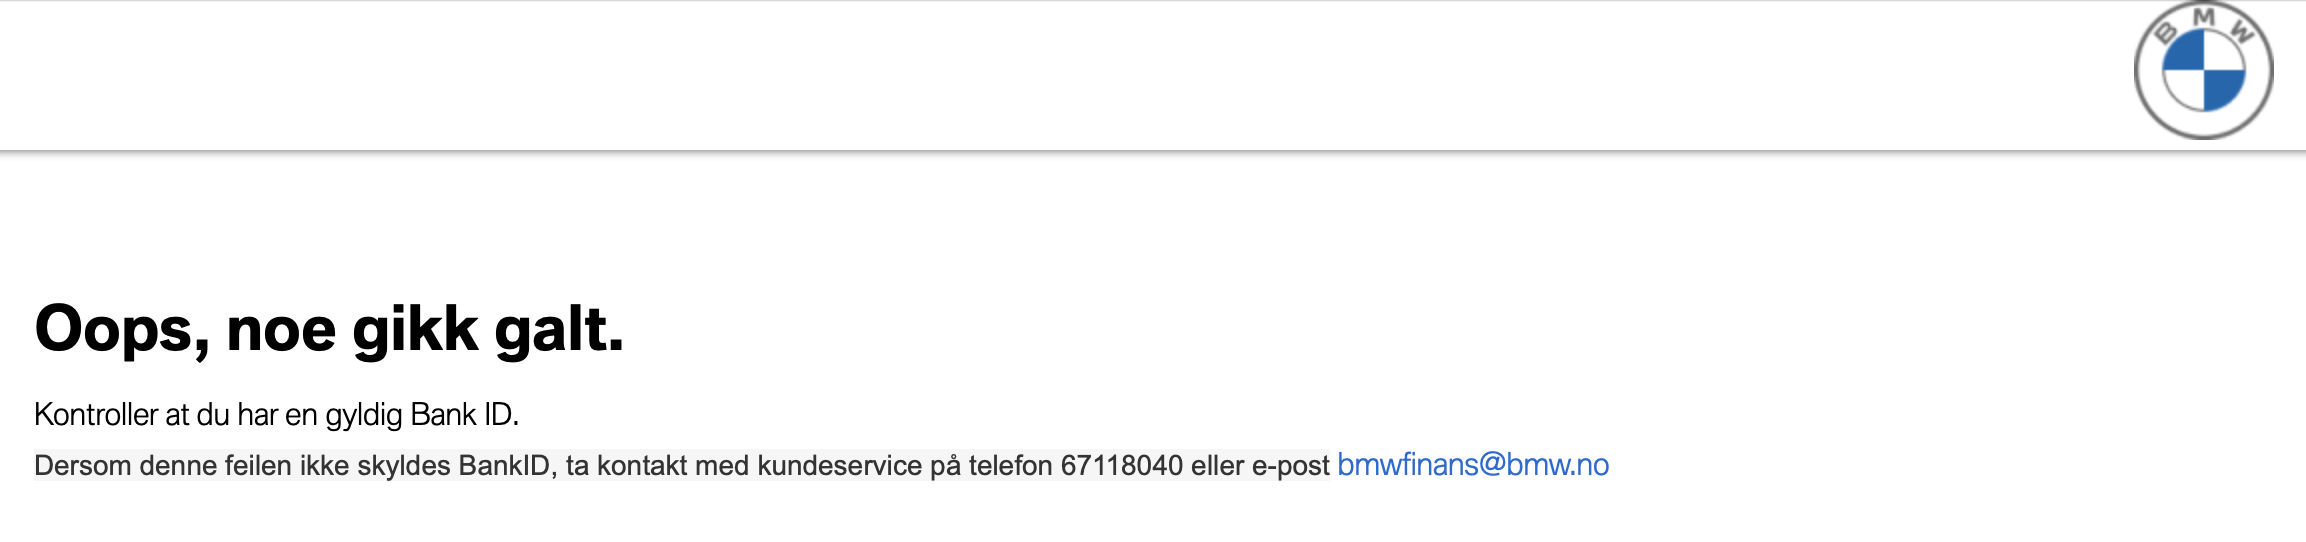 BMW
Oops, noe gikk galt.
Kontroller at du har en gyldig Bank ID.
Dersom denne feilen ikke skyldes BankID, ta kontakt med kundeservice på telefon 67118040 eller e-post bmwfinans@bmw.no